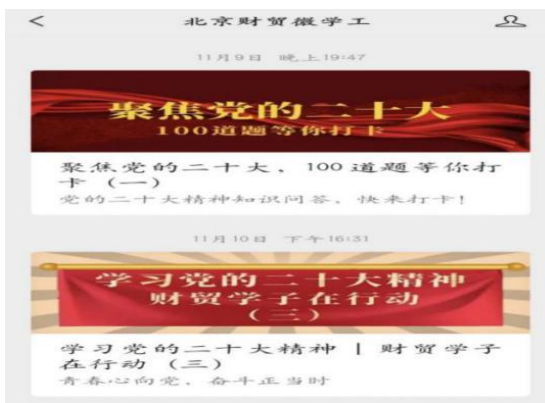 北京财贸微学工
11月9日 晚上19:47
聚焦党的二十大
100道题等你打卡
聚焦党的二十大，100道题等你打
卡（一）
党的二十大精神知识问答，快来打卡！
11月10日 下午16:31
学习党的二十大精神
财贸学子在行动
（三）
学习党的二十大精神 | 财贸学子
在行动（三）
青春心向党，奋斗正当时